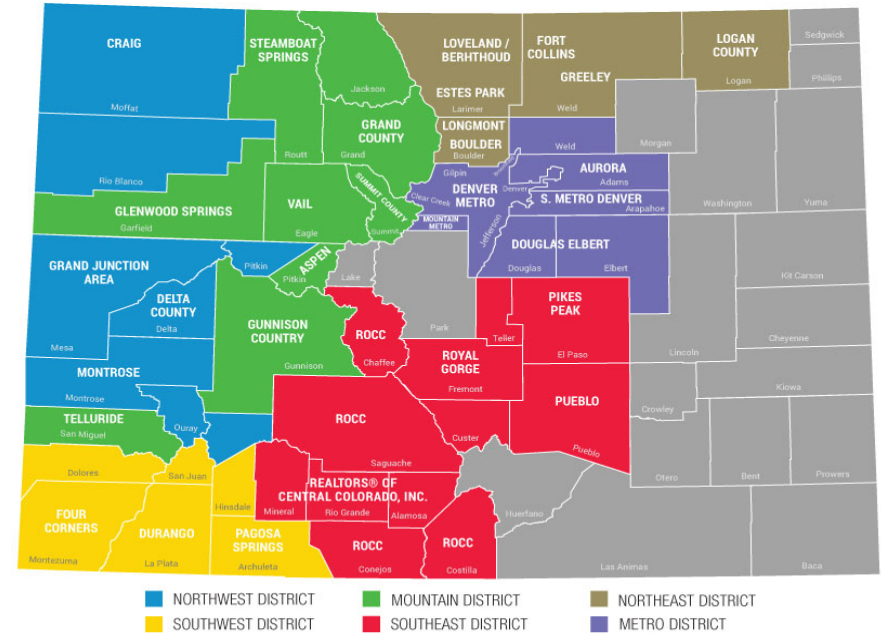 CRAIG
Moffat
STEAMBOAT
SPRINGS
Routt
Jackson
LOVELAND /
BERHTHOUD
ESTES PARK
Larimer
FORT
COLLINS
GREELEY
Weld
LOGAN
COUNTY
Logan
Sedgwick
Phillips
Rio Blanco
GRAND
COUNTY
Grand
LONGMONT
BOULDER
Boulder
Weld
Morgan
Washington
Yuma
GLENWOOD SPRINGS
Garfield
VAIL
Eagle
SUMMIT COUNTY
Summit
Gilpin
Clear Creek
DENVER
METRO
MOUNTAIN
METRO
Jefferson
Broomfield
Denver
AURORA
Adams
S. METRO DENVER
Arapahoe
GRAND JUNCTION
AREA
Mesa
Pitkin
ASPEN
Pitkin
Lake
Park
DOUGLAS ELBERT
Douglas
Elbert
Kit Carson
DELTA
COUNTY
Delta
GUNNISON
COUNTRY
Gunnison
ROCC
Chaffee
Teller
PIKES
PEAK
El Paso
Lincoln
Cheyenne
MONTROSE
Montrose
ROYAL
GORGE
Fremont
Kiowa
TELLURIDE
San Miguel
Ouray
ROCC
Saguache
Custer
PUEBLO
Pueblo
Crowley
Otero
Bent
Prowers
Dolores
San Juan
Hinsdale
Mineral
REALTORS® OF
CENTRAL COLORADO, INC.
Rio Grande
Alamosa
Huerfano
FOUR
CORNERS
Montezuma
DURANGO
La Plata
PAGOSA
SPRINGS
Archuleta
ROCC
Conejos
ROCC
Costilla
Las Animas
Baca
NORTHWEST DISTRICT
MOUNTAIN DISTRICT
NORTHEAST DISTRICT
SOUTHWEST DISTRICT
SOUTHEAST DISTRICT
METRO DISTRICT